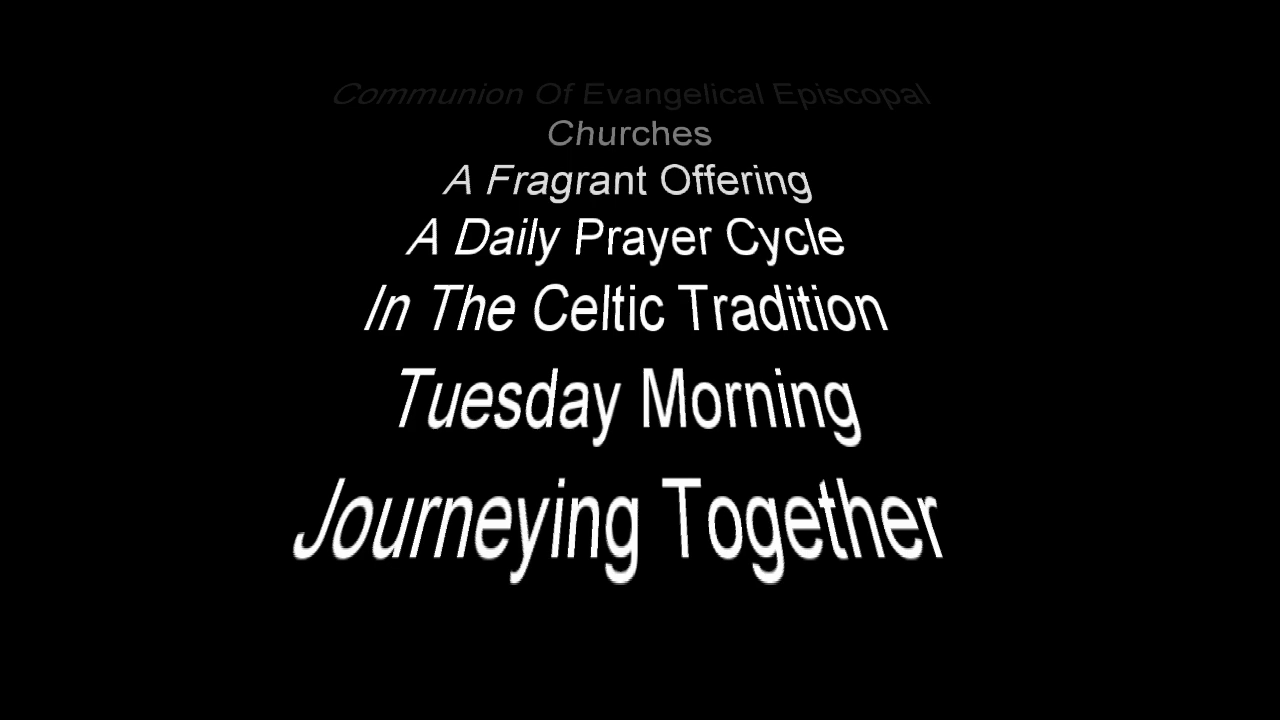 Communion Of Evangelical Episcopal
Churches
A Fragrant Offering
A Daily Prayer Cycle
In The Celtic Tradition
Tuesday Morning
Journeying Together